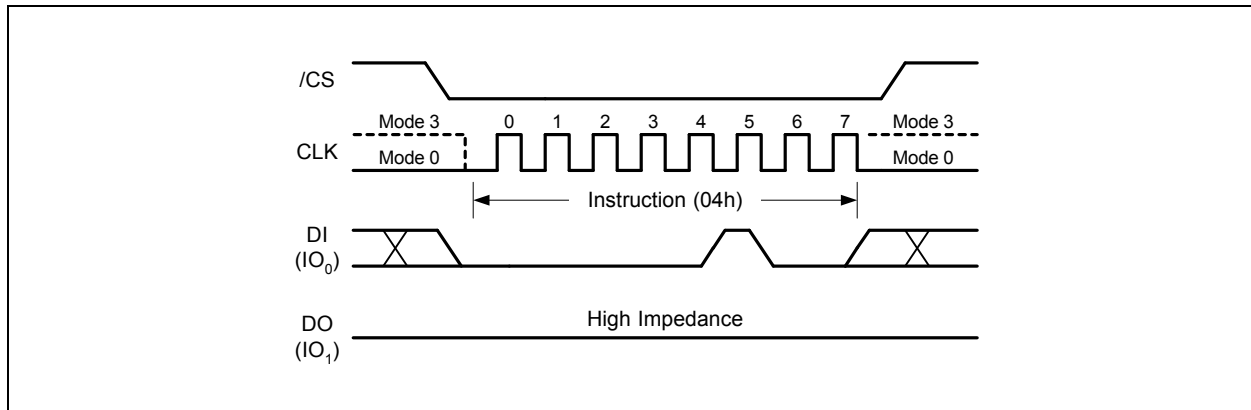 /CS
Mode 3 0 1 2 3 4 5 6 7 Mode 3
CLK
Mode 0 Mode 0
Instruction (04h)
DI
(IO₀)
High Impedance
DO
(IO₁)